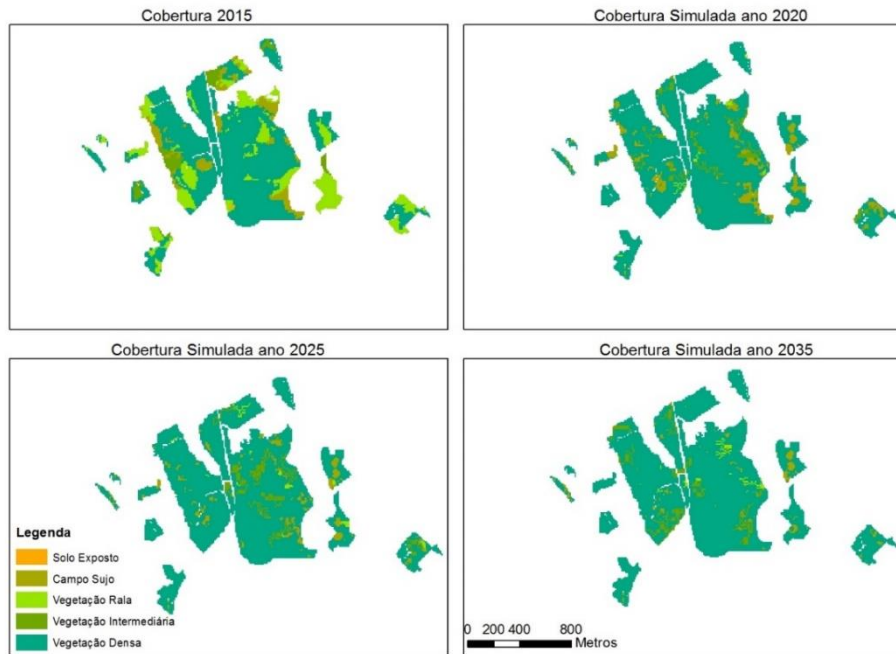 Cobertura 2015
Cobertura Simulada ano 2020
Cobertura Simulada ano 2025
Cobertura Simulada ano 2035
Legenda
Solo Exposto
Campo Sujo
Vegetação Rala
Vegetação Intermediária
Vegetação Densa
0 200 400 800
Metros